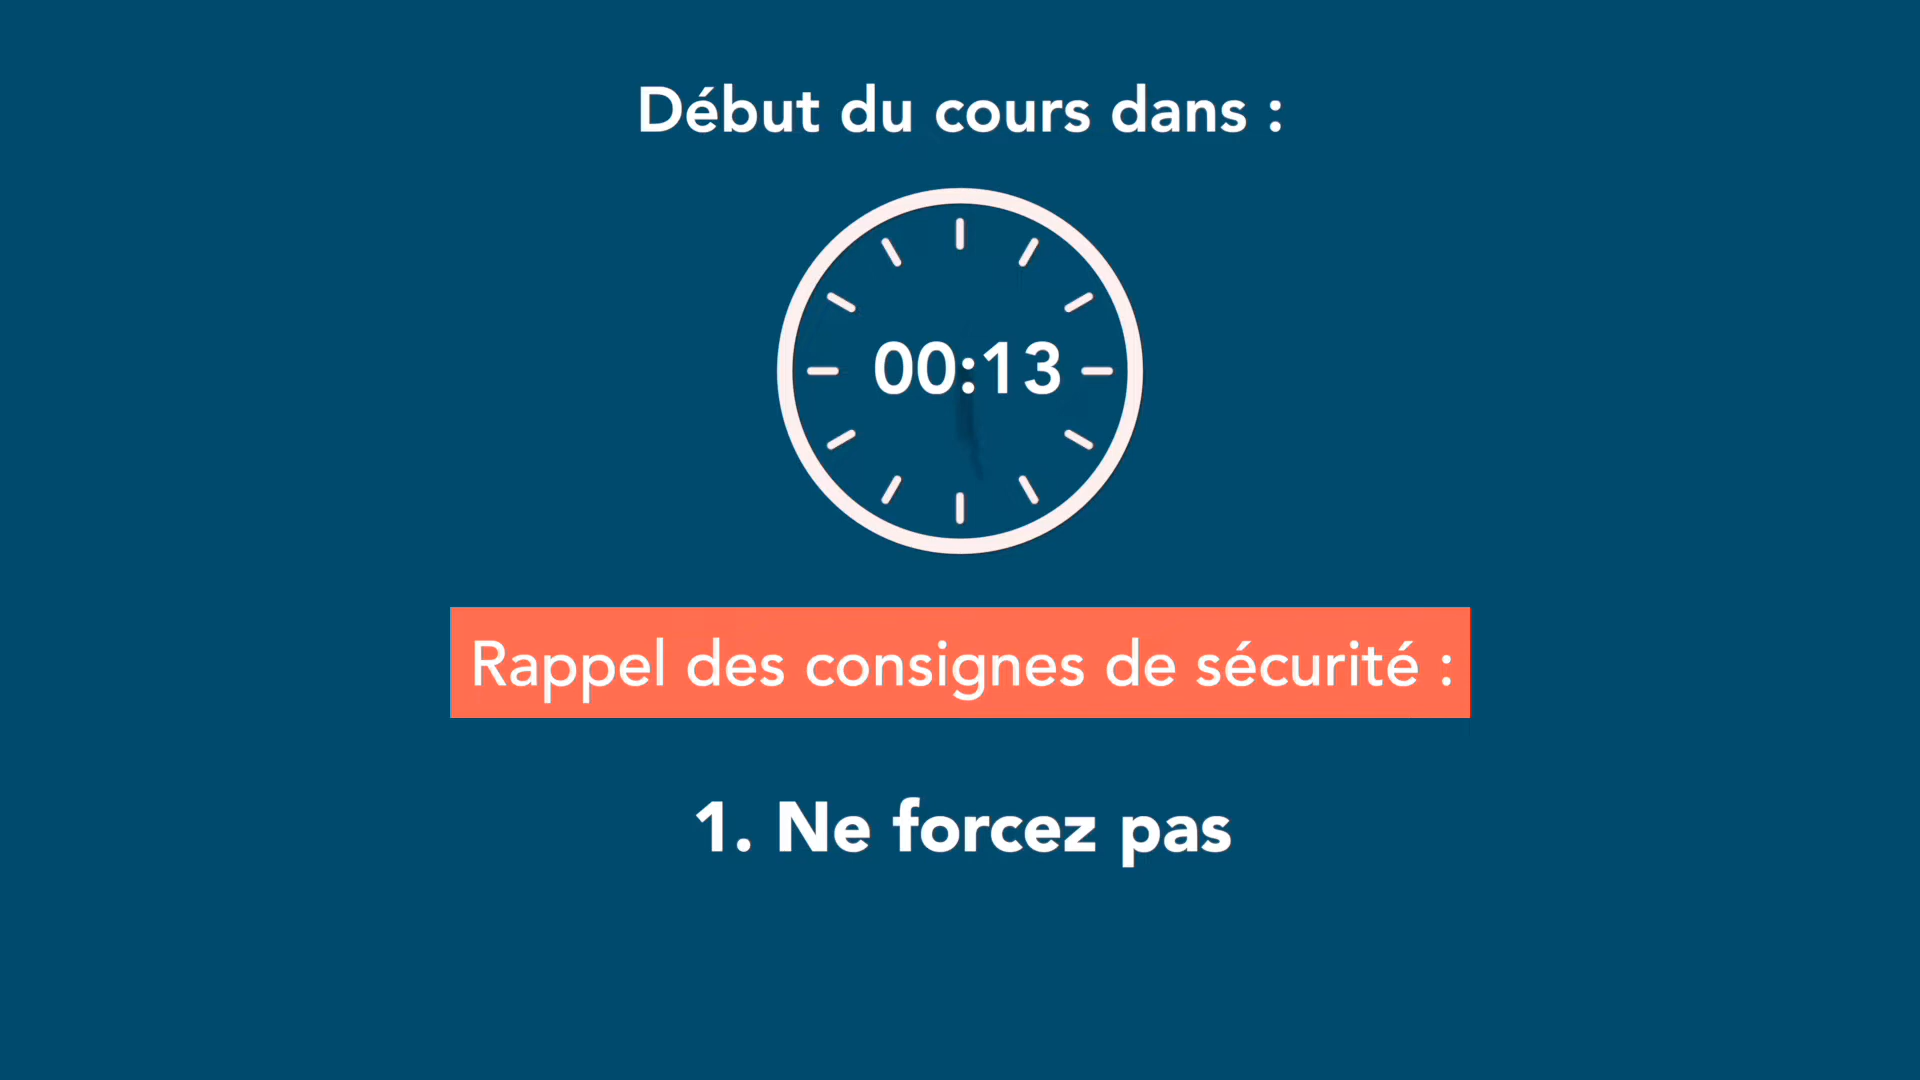 Début du cours dans :
00:13
Rappel des consignes de sécurité :
1. Ne forcez pas